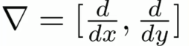 ∇ = [d/dx, d/dy]